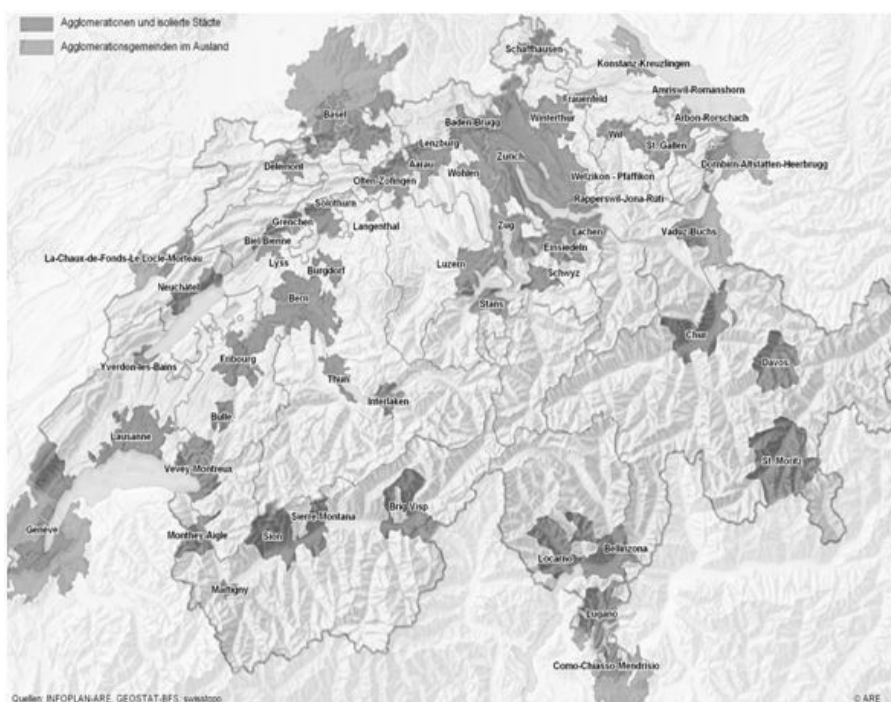 Agglomerationen und isolierte Städte
Agglomerationsgemeinden im Ausland
Schaffhausen
Konstanz-Kreuzlingen
Basel
Frauenfeld
Amriswil-Romanshorn
Baden-Brugg
Winterthur
Arbon-Rorschach
Wil
St. Gallen
Delémont
Lenzburg
Aarau
Zürich
Dornbirn-Altstätten-Heerbrugg
Olten-Zofingen
Wohlen
Wetzikon - Pfäffikon
Rapperswil-Jona-Rüti
Solothurn
Grenchen
Langenthal
Zug
Lachen
Vaduz-Buchs
Biel/Bienne
Einsiedeln
La-Chaux-de-Fonds-Le Locle-Morteau
Lyss
Burgdorf
Luzern
Schwyz
Neuchâtel
Bern
Stans
Chur
Yverdon-les-Bains
Fribourg
Davos
Thun
Interlaken
Bulle
Lausanne
Vevey-Montreux
St. Moritz
Brig Visp
Sierre-Montana
Genève
Monthey-Aigle
Sion
Locarno
Bellinzona
Martigny
Lugano
Como-Chiasso-Mendrisio
Quellen: INFOPLAN-ARE, GEOSTAT-BFS, swisstopo
© ARE